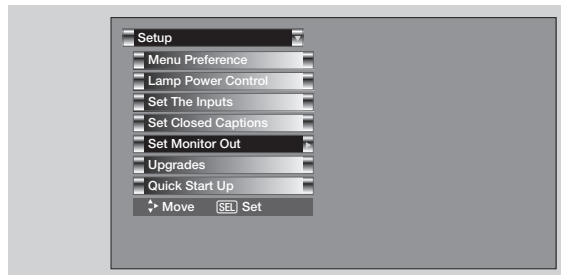 Setup
Menu Preference
Lamp Power Control
Set The Inputs
Set Closed Captions
Set Monitor Out
Upgrades
Quick Start Up
Move SEL Set